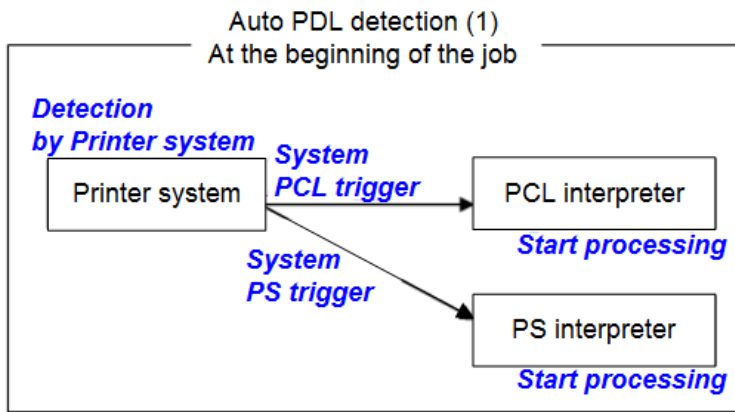 Auto PDL detection (1)
At the beginning of the job
Detection
by Printer system
System
PCL trigger
Printer system
PCL interpreter
Start processing
System
PS trigger
PS interpreter
Start processing